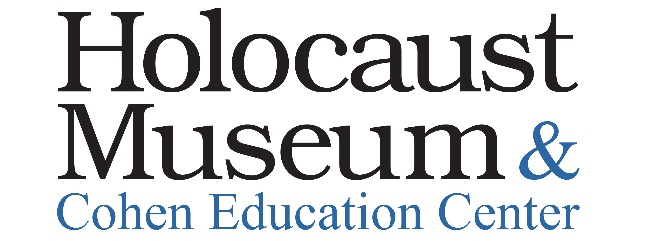 Holocaust
Museum &
Cohen Education Center